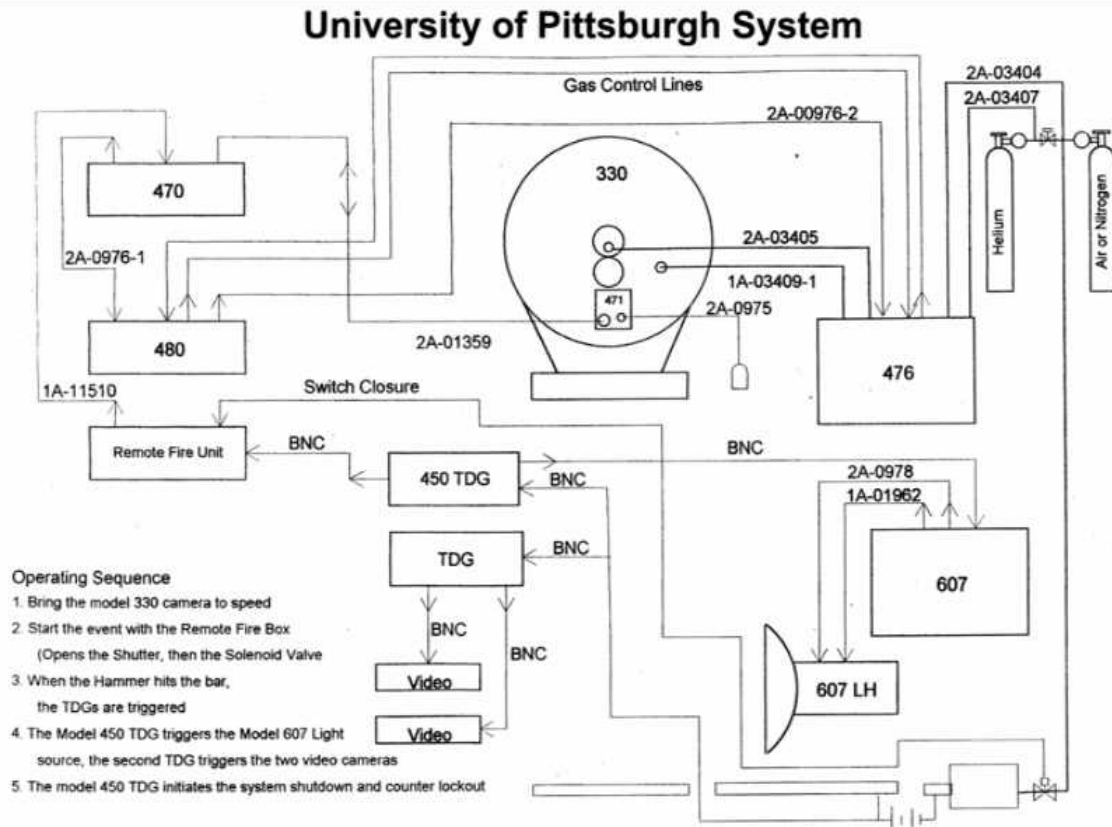 University of Pittsburgh System
2A-03404
Gas Control Lines
2A-03407
2A-00976-2
470
330
Helium
Air or Nitrogen
2A-03405
2A-0976-1
1A-03409-1
471
2A-0975
480
2A-01359
476
1A-11510
Switch Closure
Remote Fire Unit
BNC
BNC
450 TDG
BNC
2A-0978
1A-01962
TDG
BNC
607
Operating Sequence
1. Bring the model 330 camera to speed
2. Start the event with the Remote Fire Box
(Opens the Shutter, then the Solenoid Valve
3. When the Hammer hits the bar,
the TDGs are triggered
4. The Model 450 TDG triggers the Model 607 Light
source, the second TDG triggers the two video cameras
5. The model 450 TDG initiates the system shutdown and counter lockout
BNC
BNC
Video
Video
607 LH